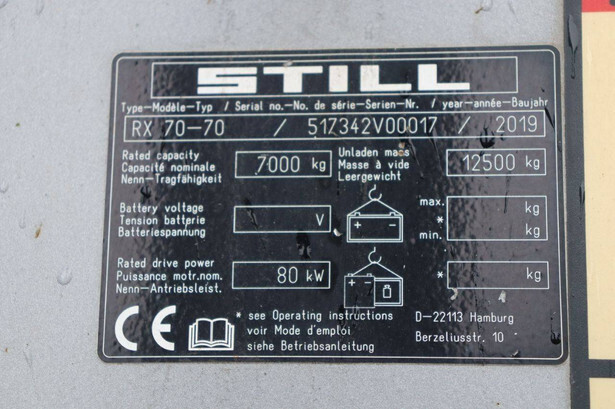 STILL
Type-Modèle-Typ / Serial no.-No. de série-Serien-Nr. / year-année-Baujahr
RX 70-70 / 517342V00017 / 2019
Rated capacity
Capacité nominale
Nenn-Tragfähigkeit
7000 kg
Unladen mass
Masse à vide
Leergewicht
12500 kg
Battery voltage
Tension batterie
Batteriespannung
V
max.
*
min.
kg
kg
Rated drive power
Puissance motr.nom.
Nenn-Antriebsleist.
80 kW
* kg
CE
* see Operating instructions
voir Mode d'emploi
siehe Betriebsanleitung
D-22113 Hamburg
Berzeliusstr. 10